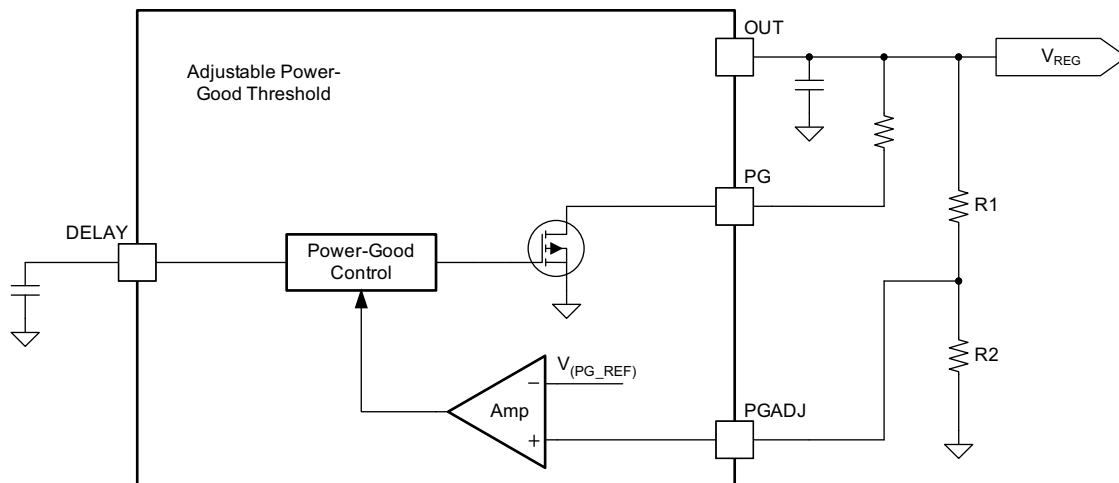 OUT
V_REG
Adjustable Power-
Good Threshold
PG
R1
DELAY
Power-Good
Control
R2
V_(PG_REF)
−
Amp
+
PGADJ